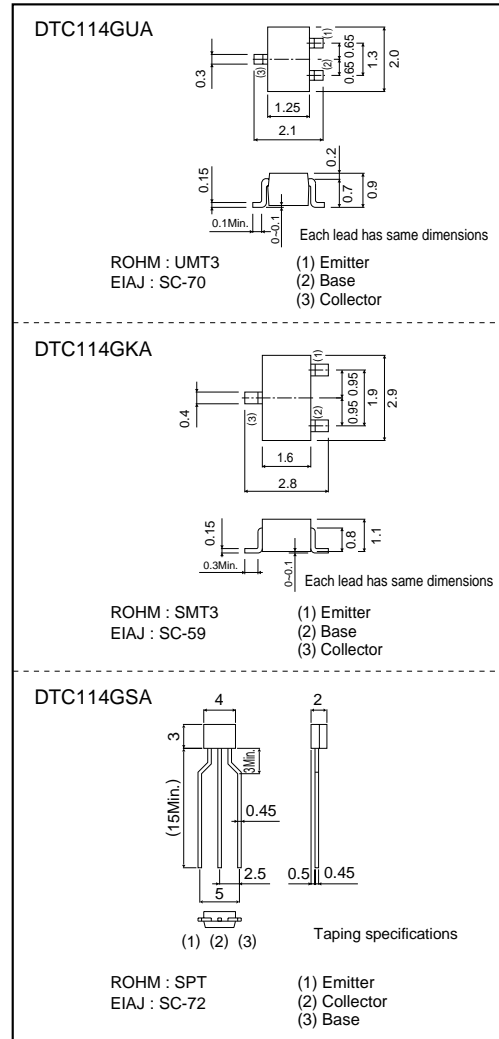 DTC114GUA
(1)
(3)
(2)
0.3
0.65 0.65
1.3
2.0
1.25
2.1
0.2
0.15
0.7
0.9
0.1Min.
0~0.1
Each lead has same dimensions
ROHM : UMT3
EIAJ : SC-70
(1) Emitter
(2) Base
(3) Collector
DTC114GKA
(1)
(3)
(2)
0.4
0.95 0.95
1.9
2.9
1.6
2.8
0.15
0.8
1.1
0.3Min.
0~0.1
Each lead has same dimensions
ROHM : SMT3
EIAJ : SC-59
(1) Emitter
(2) Base
(3) Collector
DTC114GSA
4
2
3
3Min.
(15Min.)
0.45
2.5
0.5 0.45
5
(1) (2) (3)
Taping specifications
ROHM : SPT
EIAJ : SC-72
(1) Emitter
(2) Collector
(3) Base